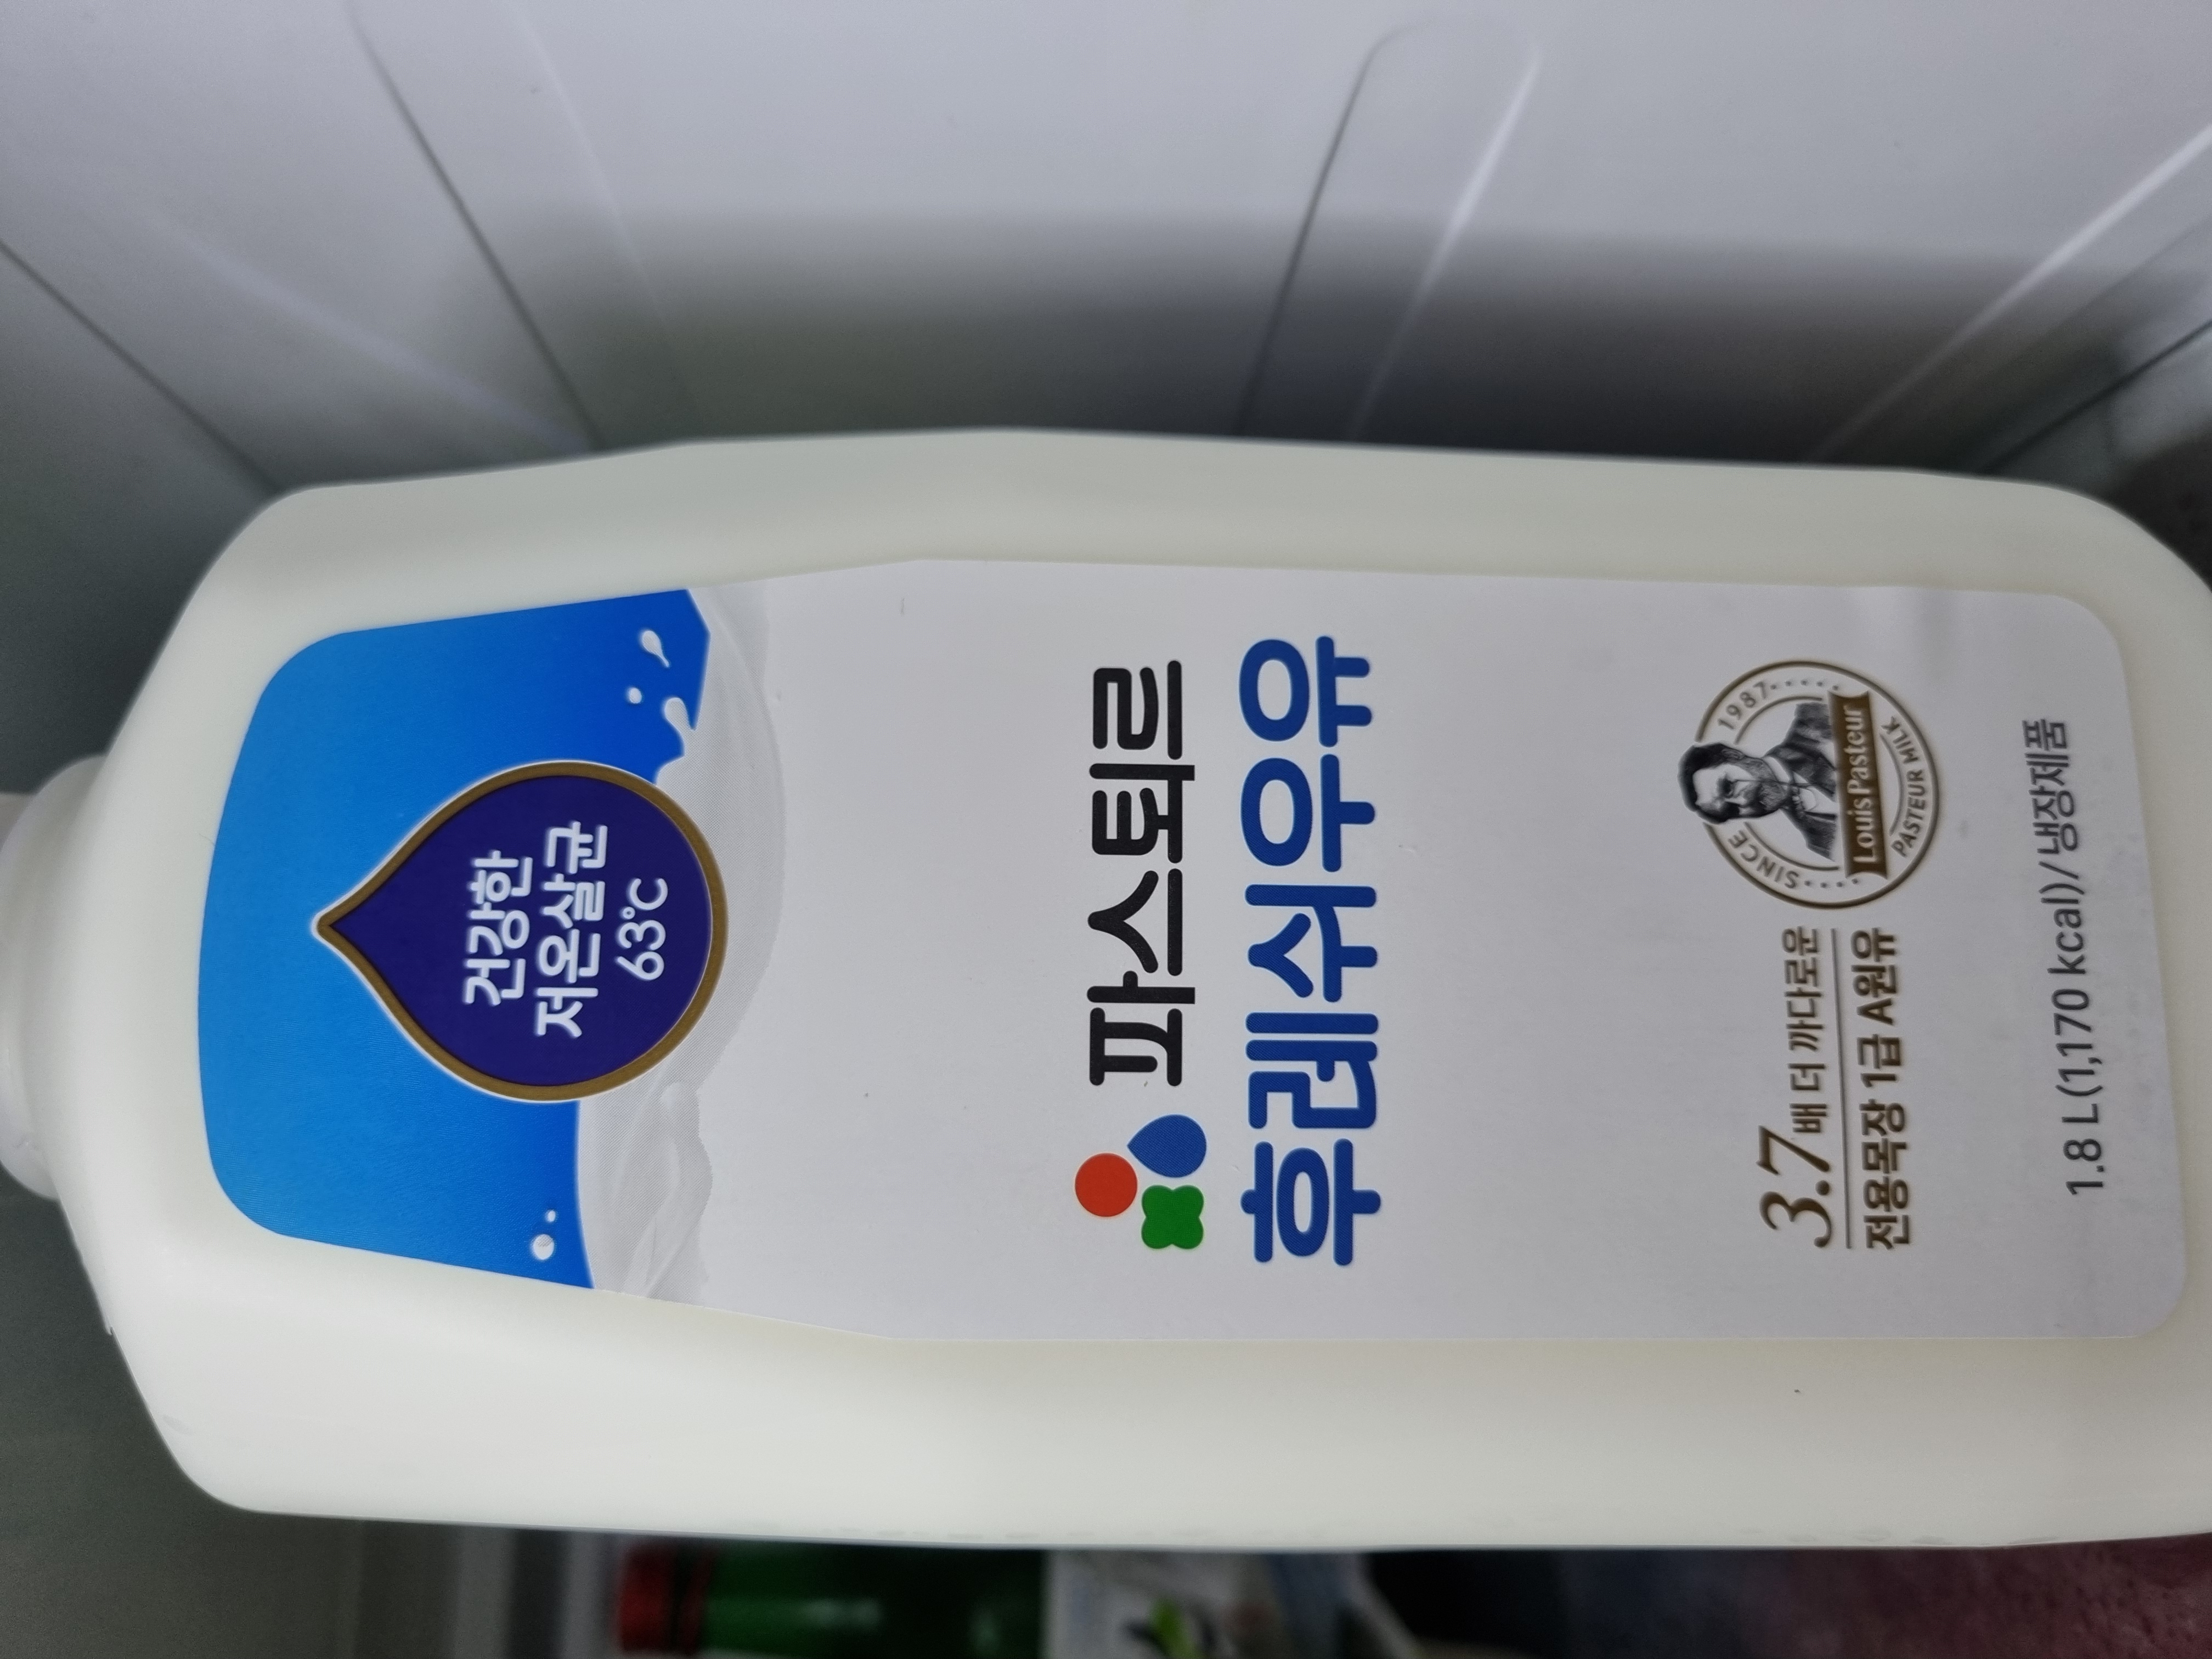 건강한
저온살균
63℃
파스퇴르
후레쉬우유
3.7배 더 까다로운
전용목장 1급 A원유
SINCE 1987
LouisPasteur
PASTEUR MILK
1.8 L(1,170 kcal)/냉장제품